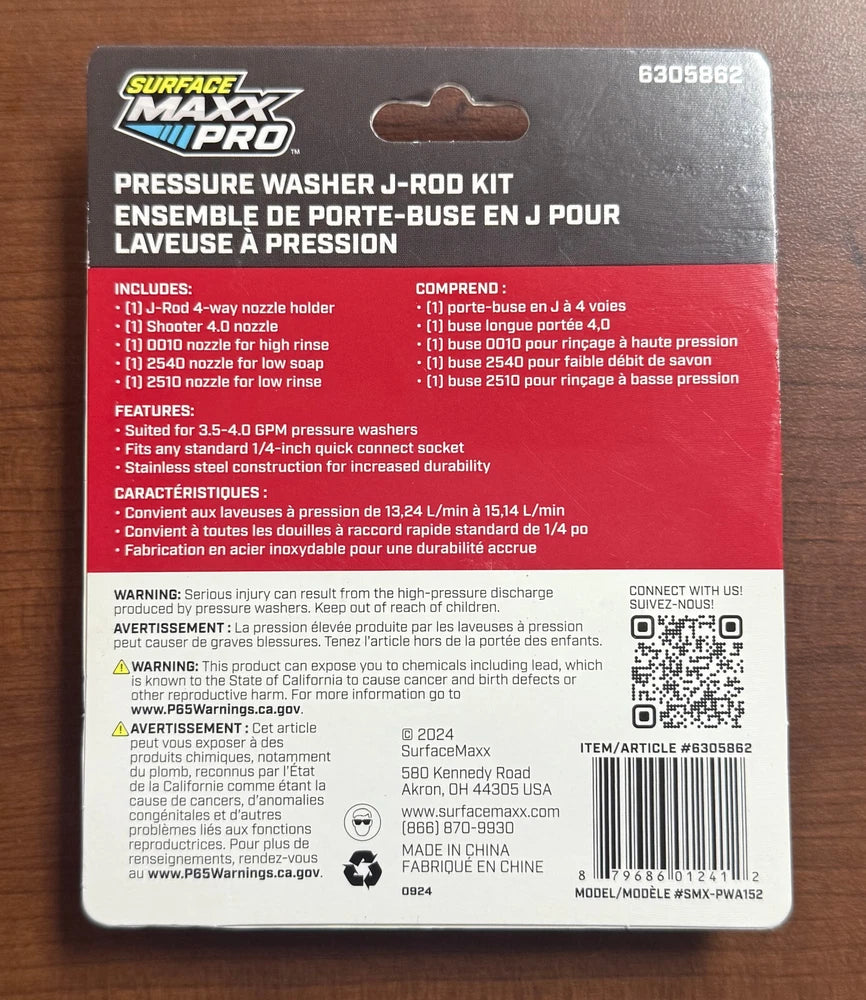 SURFACE
MAXX
PRO™
6305862
PRESSURE WASHER J-ROD KIT
ENSEMBLE DE PORTE-BUSE EN J POUR
LAVEUSE À PRESSION
INCLUDES:
• (1) J-Rod 4-way nozzle holder
• (1) Shooter 4.0 nozzle
• (1) 0010 nozzle for high rinse
• (1) 2540 nozzle for low soap
• (1) 2510 nozzle for low rinse
COMPREND :
• (1) porte-buse en J à 4 voies
• (1) buse longue portée 4,0
• (1) buse 0010 pour rinçage à haute pression
• (1) buse 2540 pour faible débit de savon
• (1) buse 2510 pour rinçage à basse pression
FEATURES:
• Suited for 3.5-4.0 GPM pressure washers
• Fits any standard 1/4-inch quick connect socket
• Stainless steel construction for increased durability
CARACTÉRISTIQUES :
• Convient aux laveuses à pression de 13,24 L/min à 15,14 L/min
• Convient à toutes les douilles à raccord rapide standard de 1/4 po
• Fabrication en acier inoxydable pour une durabilité accrue
WARNING: Serious injury can result from the high-pressure discharge
produced by pressure washers. Keep out of reach of children.
AVERTISSEMENT : La pression élevée produite par les laveuses à pression
peut causer de graves blessures. Tenez l'article hors de la portée des enfants.
WARNING: This product can expose you to chemicals including lead, which
is known to the State of California to cause cancer and birth defects or
other reproductive harm. For more information go to
www.P65Warnings.ca.gov.
AVERTISSEMENT : Cet article
peut vous exposer à des
produits chimiques, notamment
du plomb, reconnus par l'État
de la Californie comme étant la
cause de cancers, d'anomalies
congénitales et d'autres
problèmes liés aux fonctions
reproductrices. Pour plus de
renseignements, rendez-vous
au www.P65Warnings.ca.gov.
© 2024
SurfaceMaxx
580 Kennedy Road
Akron, OH 44305 USA
www.surfacemaxx.com
(866) 870-9930
MADE IN CHINA
FABRIQUÉ EN CHINE
0924
CONNECT WITH US!
SUIVEZ-NOUS!
ITEM/ARTICLE #6305862
8 79686 01241 2
MODEL/MODÈLE #SMX-PWA152